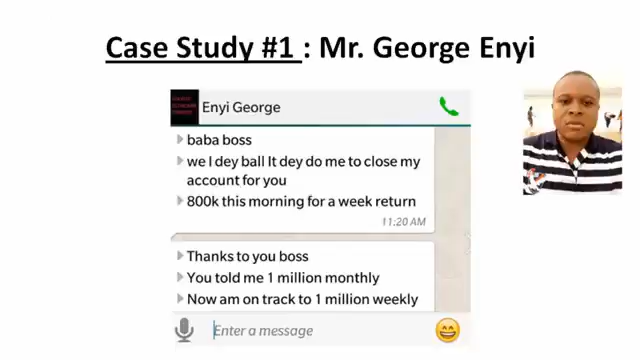 Case Study #1 : Mr. George Enyi
Enyi George
baba boss
we I dey ball It dey do me to close my
account for you
800k this morning for a week return
11:20 AM
Thanks to you boss
You told me 1 million monthly
Now am on track to 1 million weekly
Enter a message